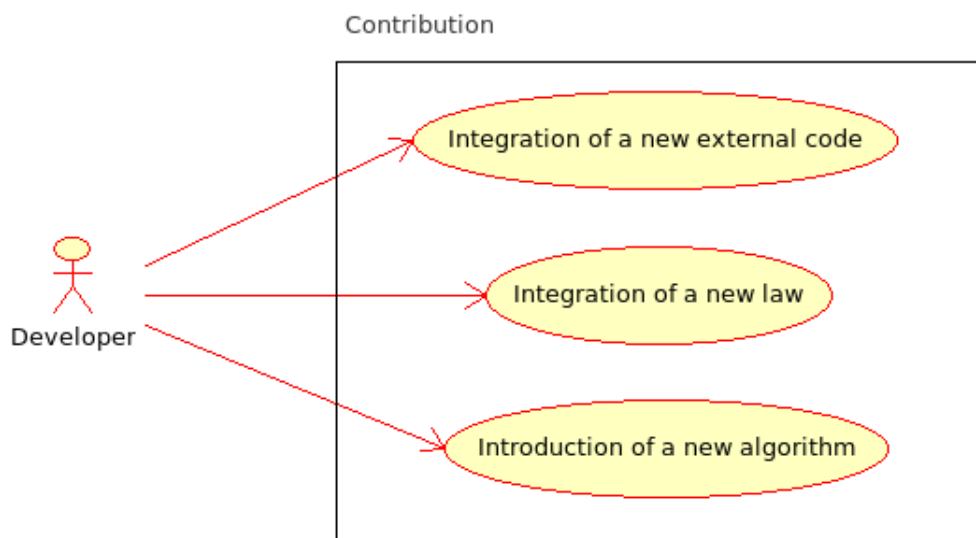 Contribution
Integration of a new external code
Integration of a new law
Developer
Introduction of a new algorithm